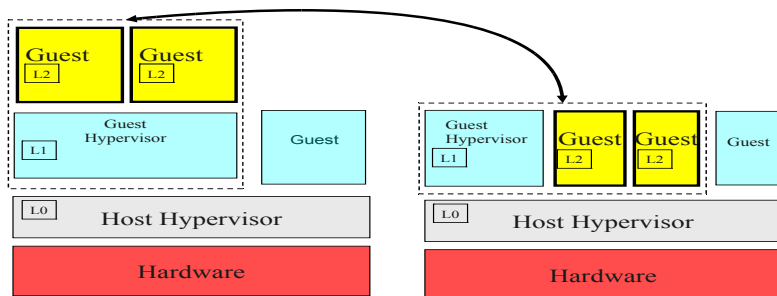 Guest
L2
Guest
L2
Guest
Hypervisor
L1
Guest
L0
Host Hypervisor
Hardware
Guest
Hypervisor
L1
Guest
L2
Guest
L2
Guest
L0
Host Hypervisor
Hardware